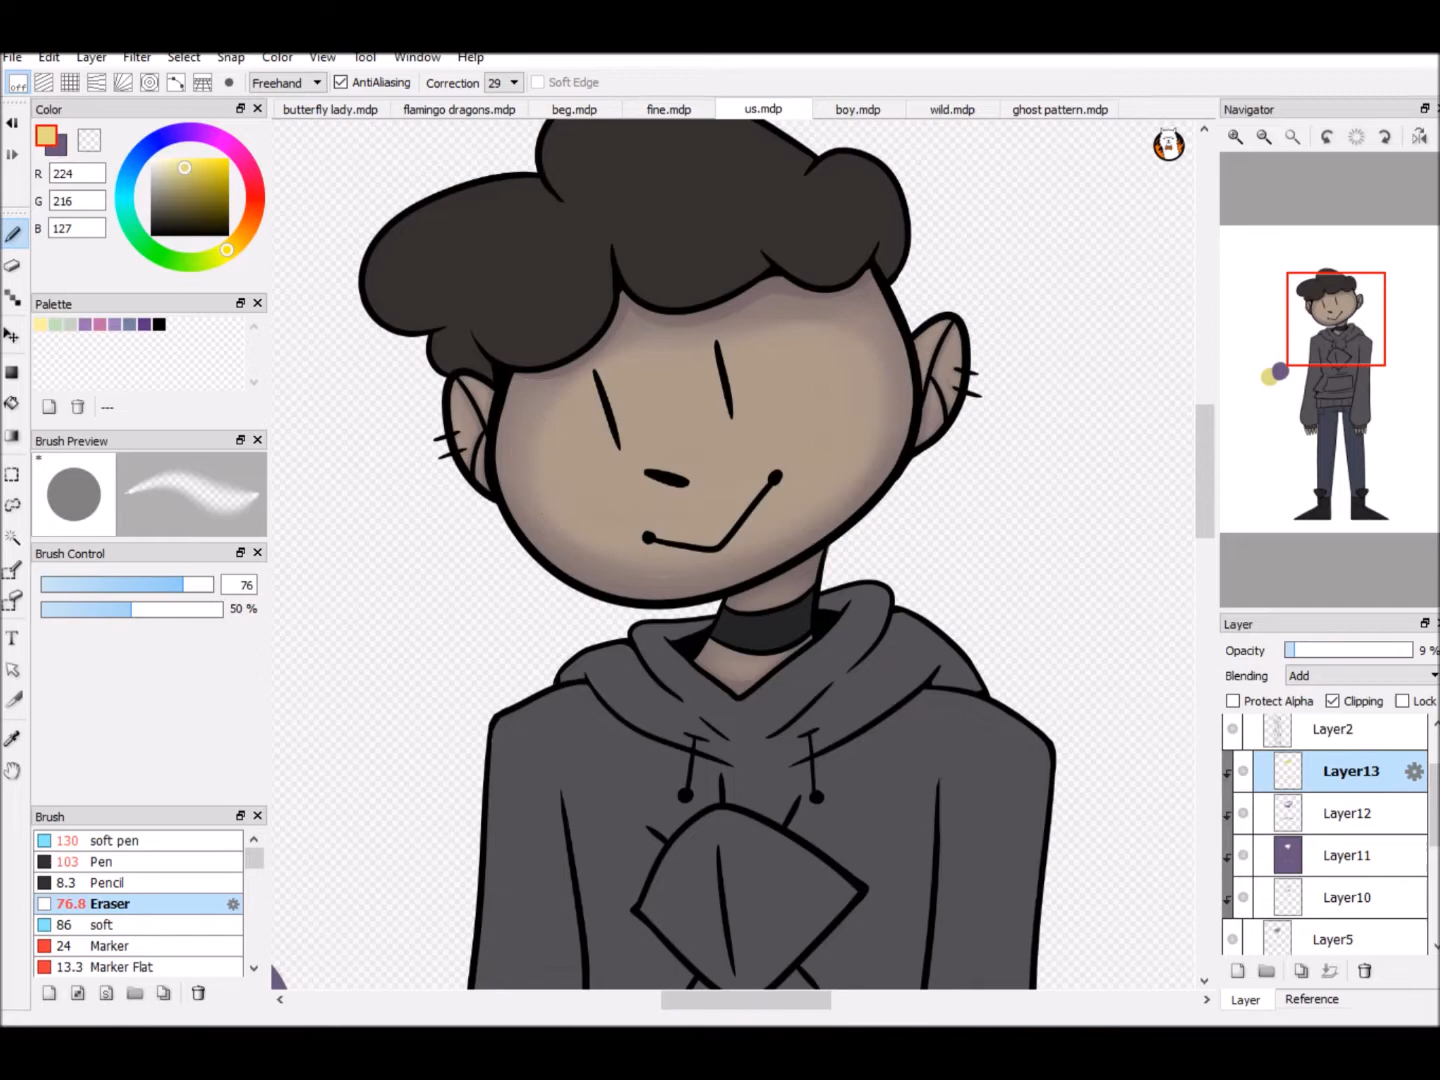 File Edit Layer Filter Select Snap Color View Tool Window Help
off Freehand AntiAliasing Correction 29 Soft Edge
Color
butterfly lady.mdp flamingo dragons.mdp beg.mdp fine.mdp us.mdp boy.mdp wild.mdp ghost pattern.mdp
Navigator
R 224
G 216
B 127
Palette
---
Brush Preview
*
Brush Control
76
50 %
Brush
130 soft pen
103 Pen
8.3 Pencil
76.8 Eraser
86 soft
24 Marker
13.3 Marker Flat
T
S
Layer
Opacity 9 %
Blending Add
Protect Alpha Clipping Lock
Layer2
Layer13
Layer12
Layer11
Layer10
Layer5
Layer Reference